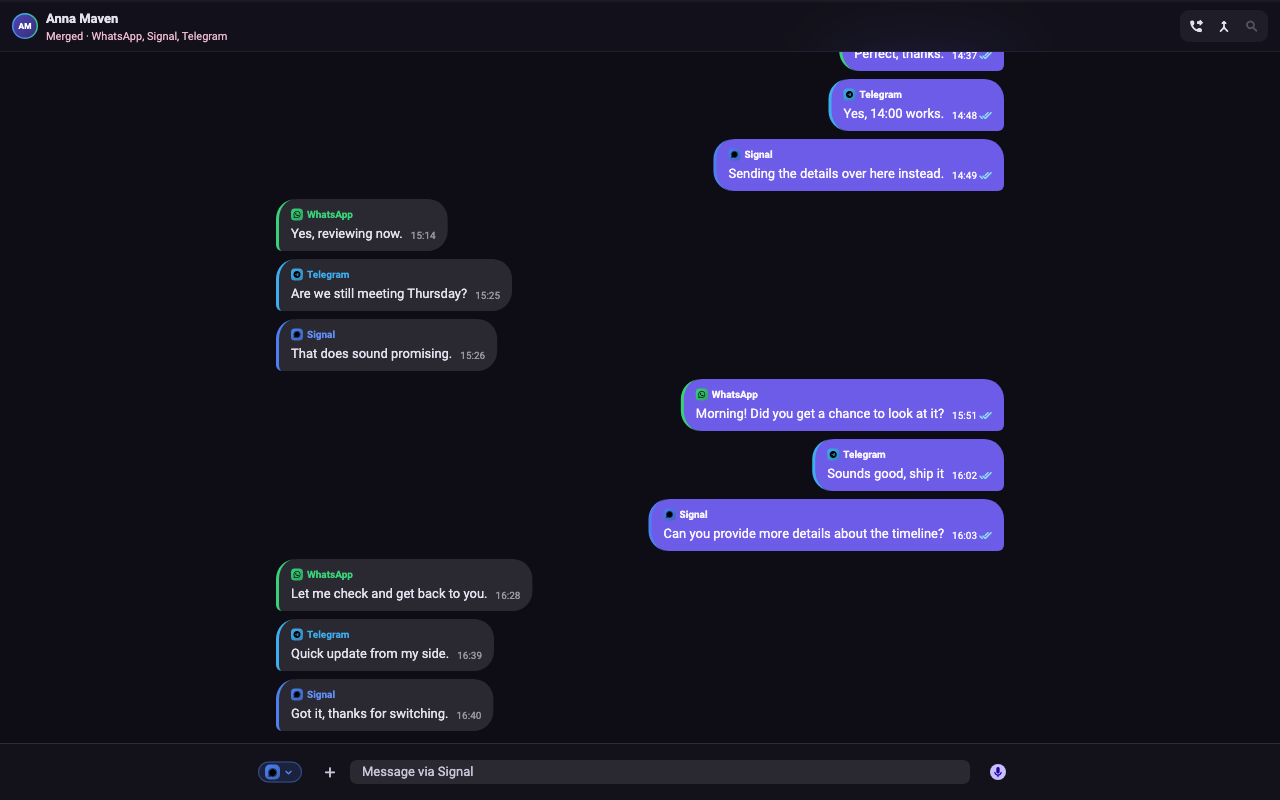 AM
Anna Maven
Merged · WhatsApp, Signal, Telegram
Perfect, thanks. 14:37
Telegram
Yes, 14:00 works. 14:48
Signal
Sending the details over here instead. 14:49
WhatsApp
Yes, reviewing now. 15:14
Telegram
Are we still meeting Thursday? 15:25
Signal
That does sound promising. 15:26
WhatsApp
Morning! Did you get a chance to look at it? 15:51
Telegram
Sounds good, ship it 16:02
Signal
Can you provide more details about the timeline? 16:03
WhatsApp
Let me check and get back to you. 16:28
Telegram
Quick update from my side. 16:39
Signal
Got it, thanks for switching. 16:40
Message via Signal